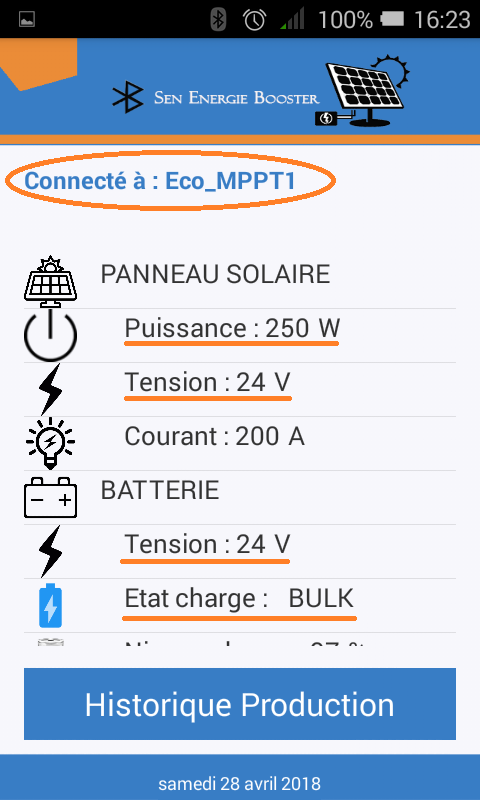 100% 16:23
SEN ENERGIE BOOSTER
Connecté à : Eco_MPPT1
PANNEAU SOLAIRE
Puissance : 250 W
Tension : 24 V
Courant : 200 A
BATTERIE
Tension : 24 V
Etat charge : BULK
Historique Production
samedi 28 avril 2018